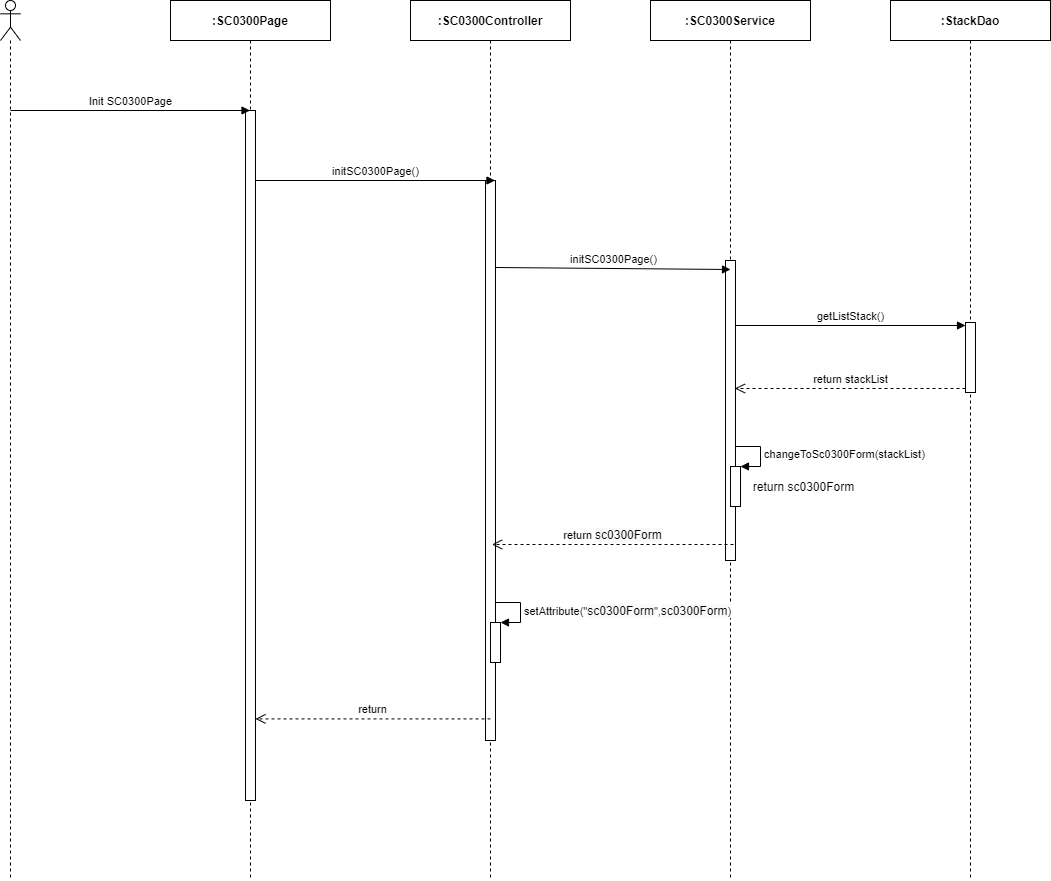 :SC0300Page
:SC0300Controller
:SC0300Service
:StackDao
Init SC0300Page
initSC0300Page()
initSC0300Page()
getListStack()
return stackList
changeToSc0300Form(stackList)
return sc0300Form
return sc0300Form
setAttribute("sc0300Form",sc0300Form)
return